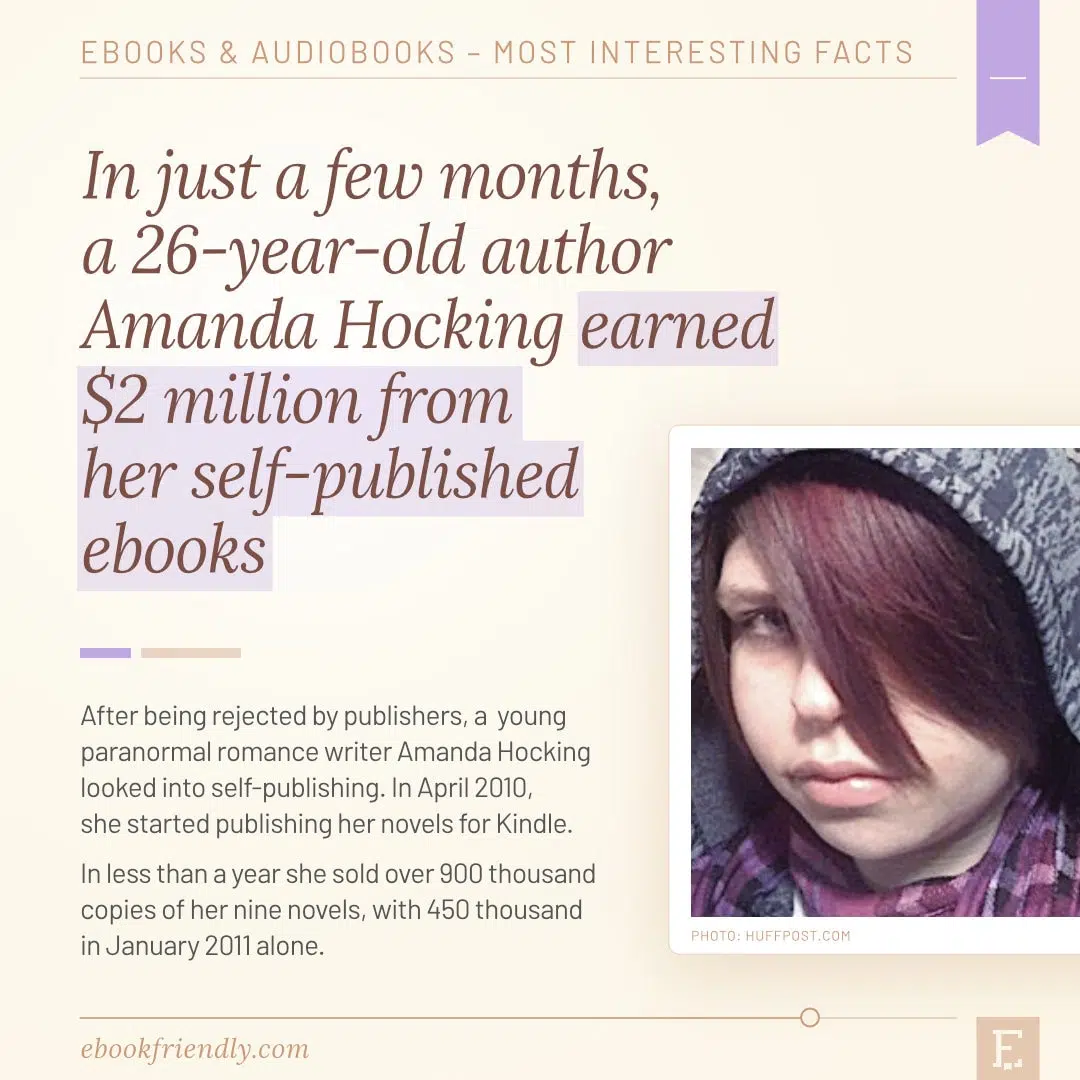 EBOOKS & AUDIOBOOKS – MOST INTERESTING FACTS
In just a few months,
a 26-year-old author
Amanda Hocking earned
$2 million from
her self-published
ebooks
After being rejected by publishers, a young
paranormal romance writer Amanda Hocking
looked into self-publishing. In April 2010,
she started publishing her novels for Kindle.
In less than a year she sold over 900 thousand
copies of her nine novels, with 450 thousand
in January 2011 alone.
PHOTO: HUFFPOST.COM
ebookfriendly.com
E